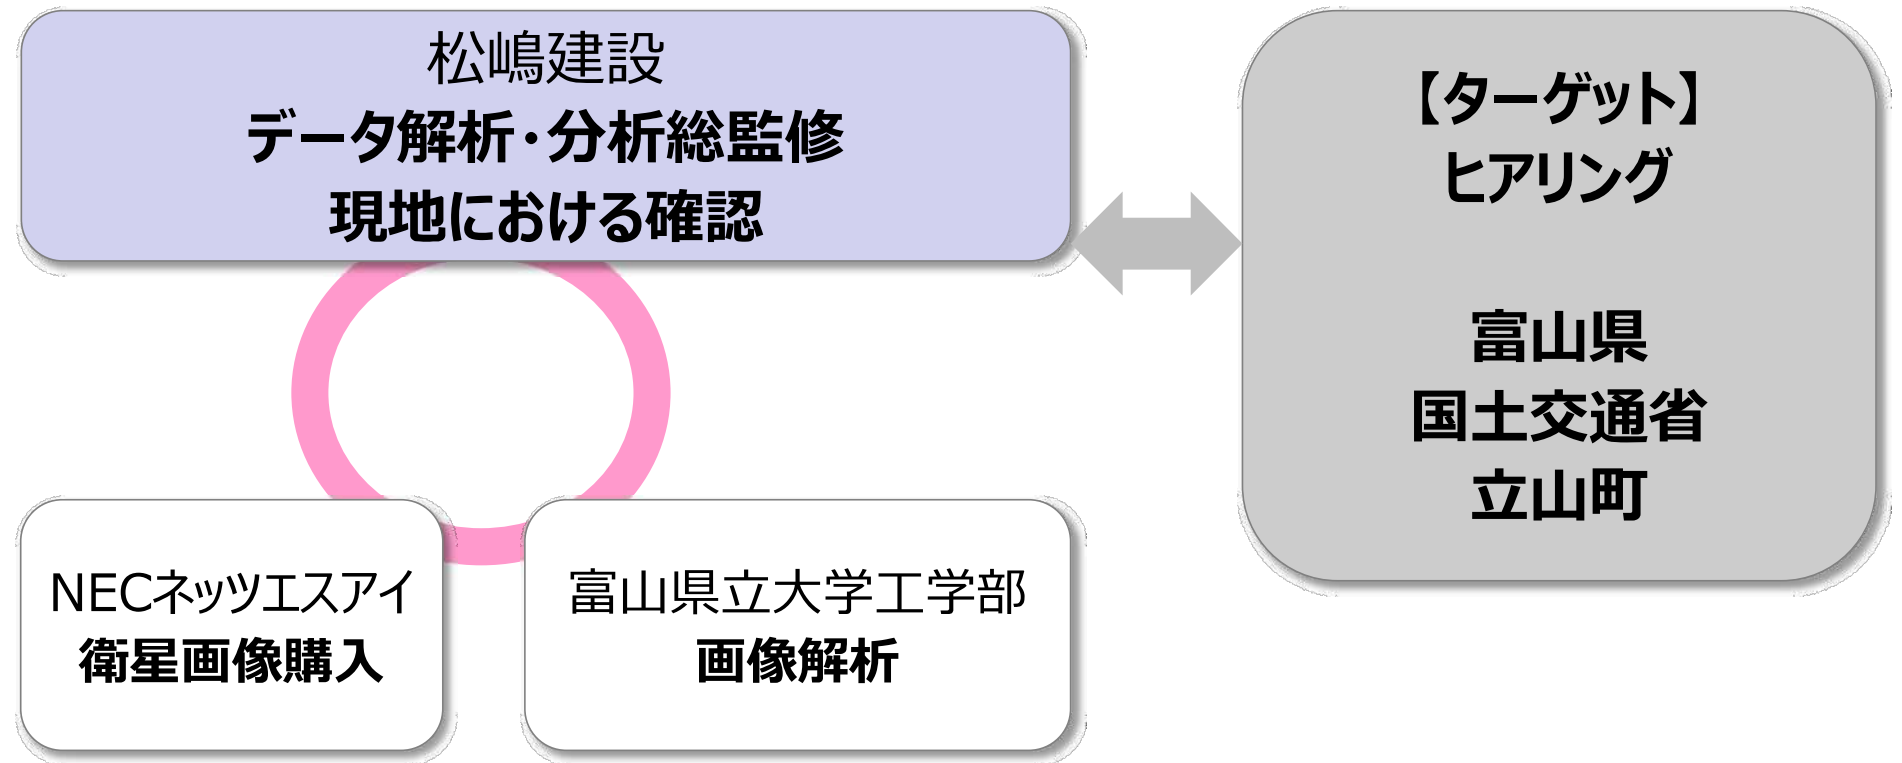 松嶋建設
データ解析・分析総監修
現地における確認
【ターゲット】
ヒアリング
富山県
国土交通省
立山町
NECネッツエスアイ
衛星画像購入
富山県立大学工学部
画像解析